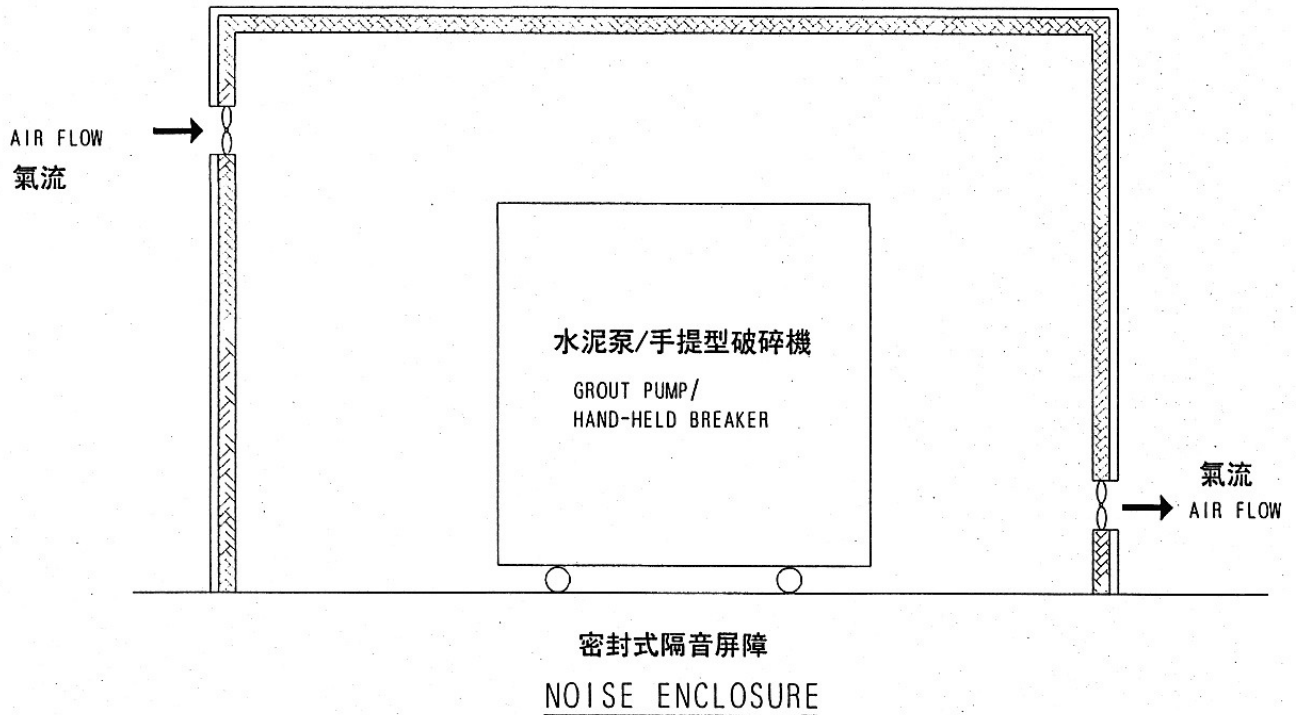 AIR FLOW
氣流
水泥泵/手提型破碎機
GROUT PUMP/
HAND-HELD BREAKER
氣流
AIR FLOW
密封式隔音屏障
NOISE ENCLOSURE